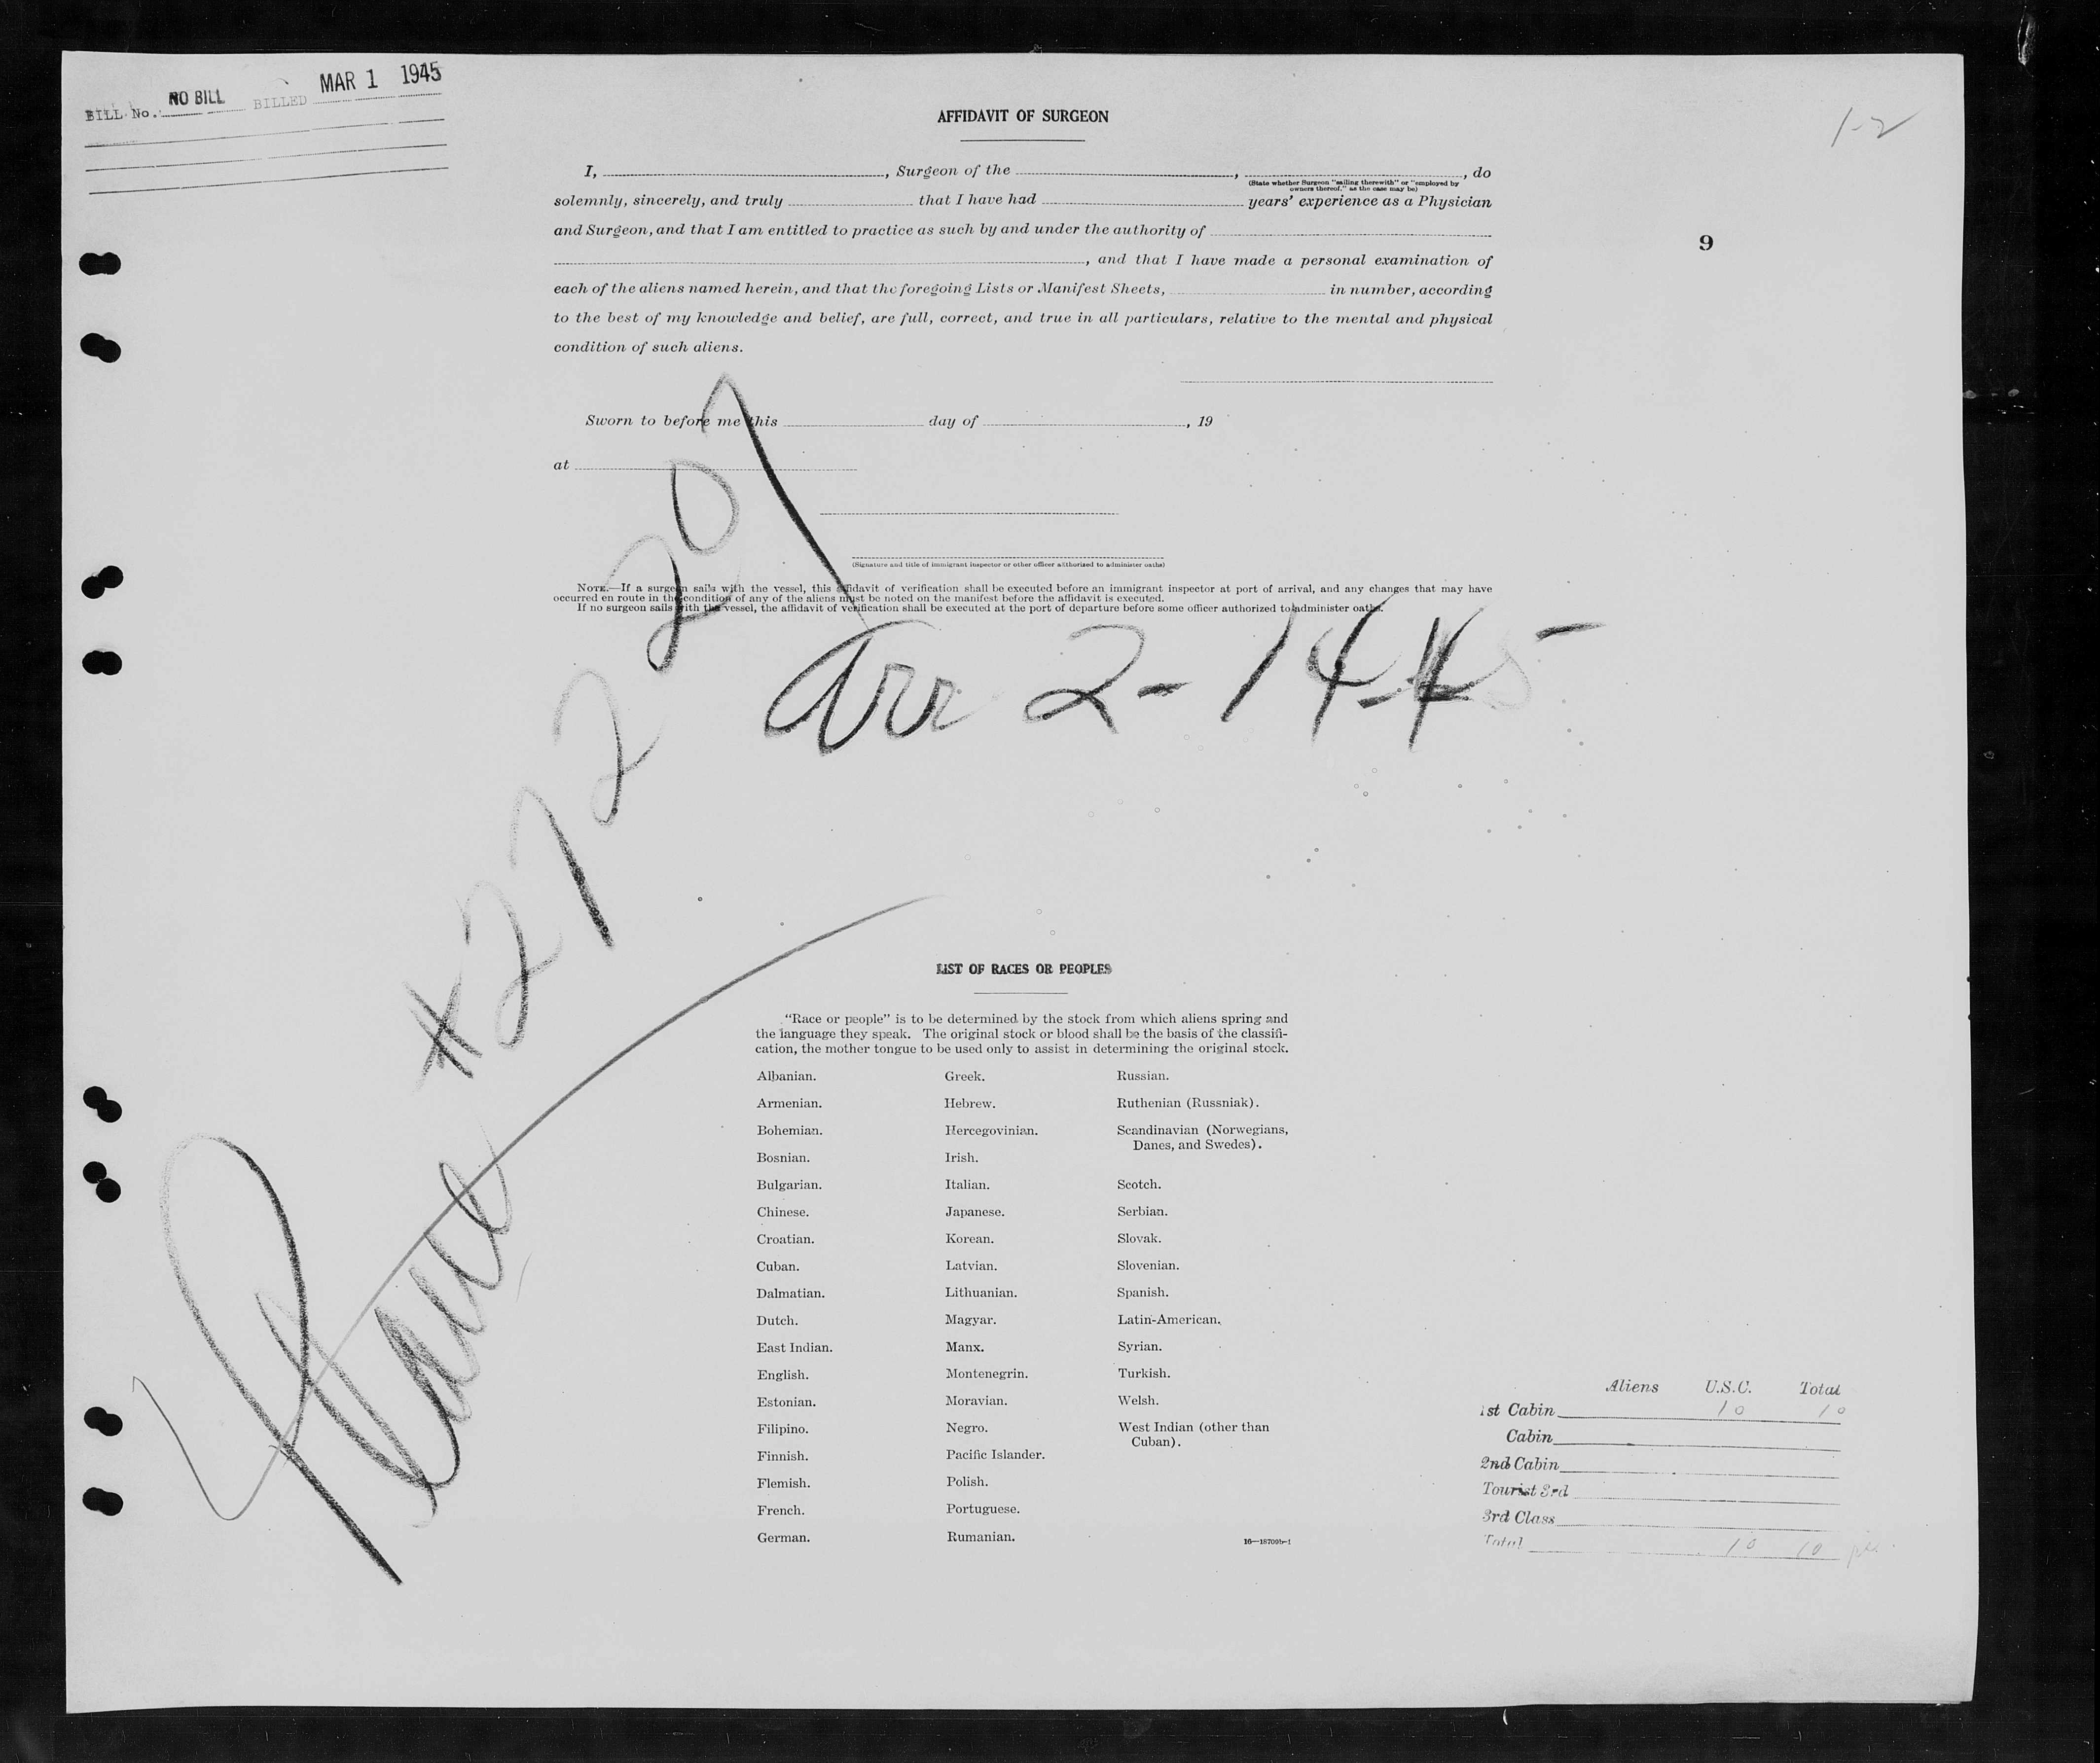 BILL No. NO BILL BILLED MAR 1 1945
1-2
AFFIDAVIT OF SURGEON
I, , Surgeon of the , , do
(State whether Surgeon "sailing therewith" or "employed by
owners thereof," as the case may be)
solemnly, sincerely, and truly that I have had years' experience as a Physician
and Surgeon, and that I am entitled to practice as such by and under the authority of
9
, and that I have made a personal examination of
each of the aliens named herein, and that the foregoing Lists or Manifest Sheets, in number, according
to the best of my knowledge and belief, are full, correct, and true in all particulars, relative to the mental and physical
condition of such aliens.
Sworn to before me this day of , 19
at
(Signature and title of immigrant inspector or other officer authorized to administer oaths)
NOTE.—If a surgeon sails with the vessel, this affidavit of verification shall be executed before an immigrant inspector at port of arrival, and any changes that may have
occurred en route in the condition of any of the aliens must be noted on the manifest before the affidavit is executed.
If no surgeon sails with the vessel, the affidavit of verification shall be executed at the port of departure before some officer authorized to administer oaths.
Plane #272207
Arr 2-14-45
LIST OF RACES OR PEOPLES
"Race or people" is to be determined by the stock from which aliens spring and
the language they speak. The original stock or blood shall be the basis of the classifi-
cation, the mother tongue to be used only to assist in determining the original stock.
Albanian. Greek. Russian.
Armenian. Hebrew. Ruthenian (Russniak).
Bohemian. Hercegovinian. Scandinavian (Norwegians,
Danes, and Swedes).
Bosnian. Irish.
Bulgarian. Italian. Scotch.
Chinese. Japanese. Serbian.
Croatian. Korean. Slovak.
Cuban. Latvian. Slovenian.
Dalmatian. Lithuanian. Spanish.
Dutch. Magyar. Latin-American.
East Indian. Manx. Syrian.
English. Montenegrin. Turkish.
Estonian. Moravian. Welsh.
Filipino. Negro. West Indian (other than
Cuban).
Finnish. Pacific Islander.
Flemish. Polish.
French. Portuguese.
German. Rumanian.
16—18709b-1
Aliens U.S.C. Total
1st Cabin 10 10
Cabin
2nd Cabin
Tourist 3rd
3rd Class
Total 10 10